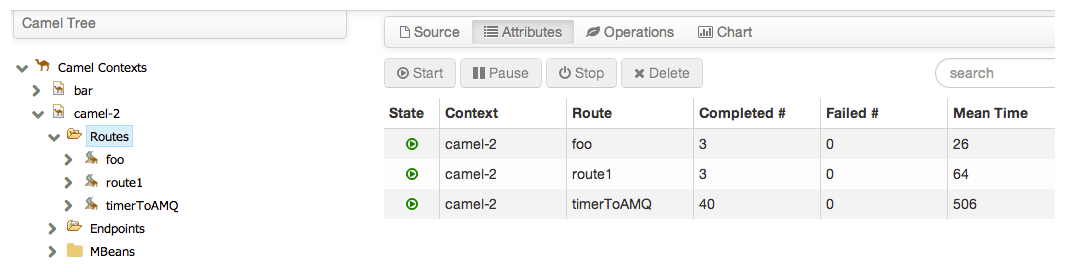 Camel Tree
Camel Contexts
bar
camel-2
Routes
foo
route1
timerToAMQ
Endpoints
MBeans
Source Attributes Operations Chart
Start Pause Stop Delete search
State Context Route Completed # Failed # Mean Time
camel-2 foo 3 0 26
camel-2 route1 3 0 64
camel-2 timerToAMQ 40 0 506